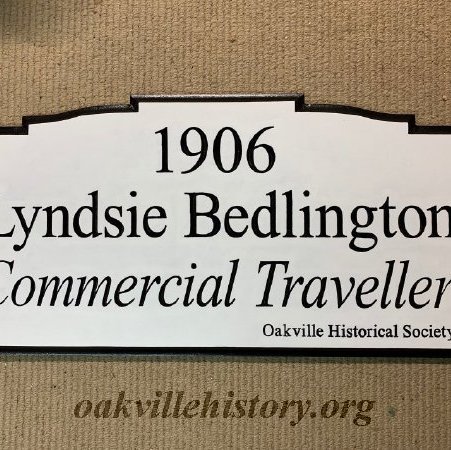 1906
Lyndsie Bedlington
Commercial Traveller
Oakville Historical Society
oakvillehistory.org